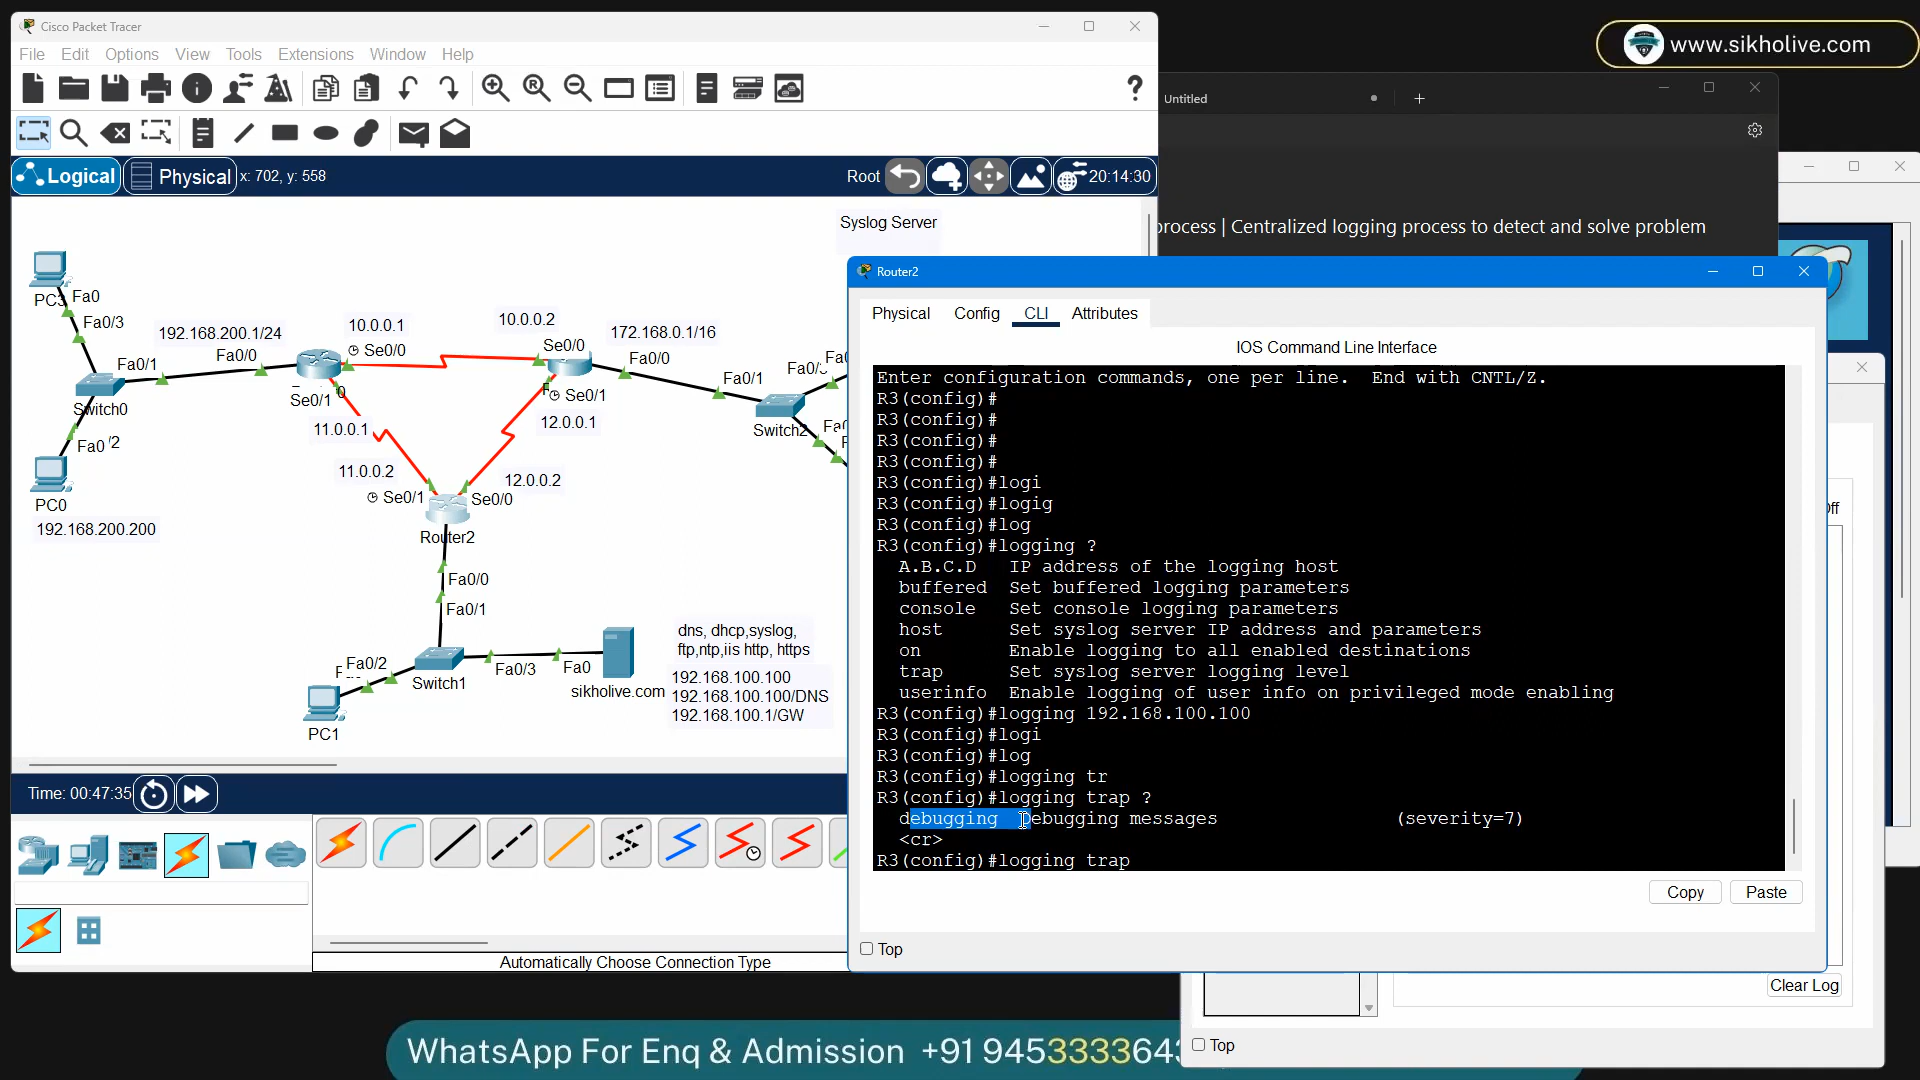 Cisco Packet Tracer
www.sikholive.com
File Edit Options View Tools Extensions Window Help
Untitled
Logical Physical x: 702, y: 558
Root 20:14:30
Syslog Server
process | Centralized logging process to detect and solve problem
Router2
Physical Config CLI Attributes
IOS Command Line Interface
PC3
Fa0
Fa0/3
192.168.200.1/24
Fa0/1
Fa0/0
10.0.0.1
Se0/0
10.0.0.2
Se0/0
172.168.0.1/16
Fa0/0
Fa0/1
Fa0/
Switch0
Se0/1
Se0/1
Switch2
12.0.0.1
11.0.0.1
PC0
192.168.200.200
11.0.0.2
Se0/1
12.0.0.2
Se0/0
Router2
Fa0/0
Fa0/1
Fa0/2
Switch1
Fa0/3
Fa0
sikholive.com
PC1
dns, dhcp,syslog,
ftp,ntp,iis http, https
192.168.100.100
192.168.100.100/DNS
192.168.100.1/GW
Enter configuration commands, one per line. End with CNTL/Z.
R3(config)#
R3(config)#
R3(config)#
R3(config)#
R3(config)#logi
R3(config)#logig
R3(config)#log
R3(config)#logging ?
A.B.C.D IP address of the logging host
buffered Set buffered logging parameters
console Set console logging parameters
host Set syslog server IP address and parameters
on Enable logging to all enabled destinations
trap Set syslog server logging level
userinfo Enable logging of user info on privileged mode enabling
R3(config)#logging 192.168.100.100
R3(config)#logi
R3(config)#log
R3(config)#logging tr
R3(config)#logging trap ?
debugging Debugging messages (severity=7)
<cr>
R3(config)#logging trap
Copy Paste
Top
Time: 00:47:35
Automatically Choose Connection Type
Clear Log
Top
WhatsApp For Enq & Admission +91 945333364